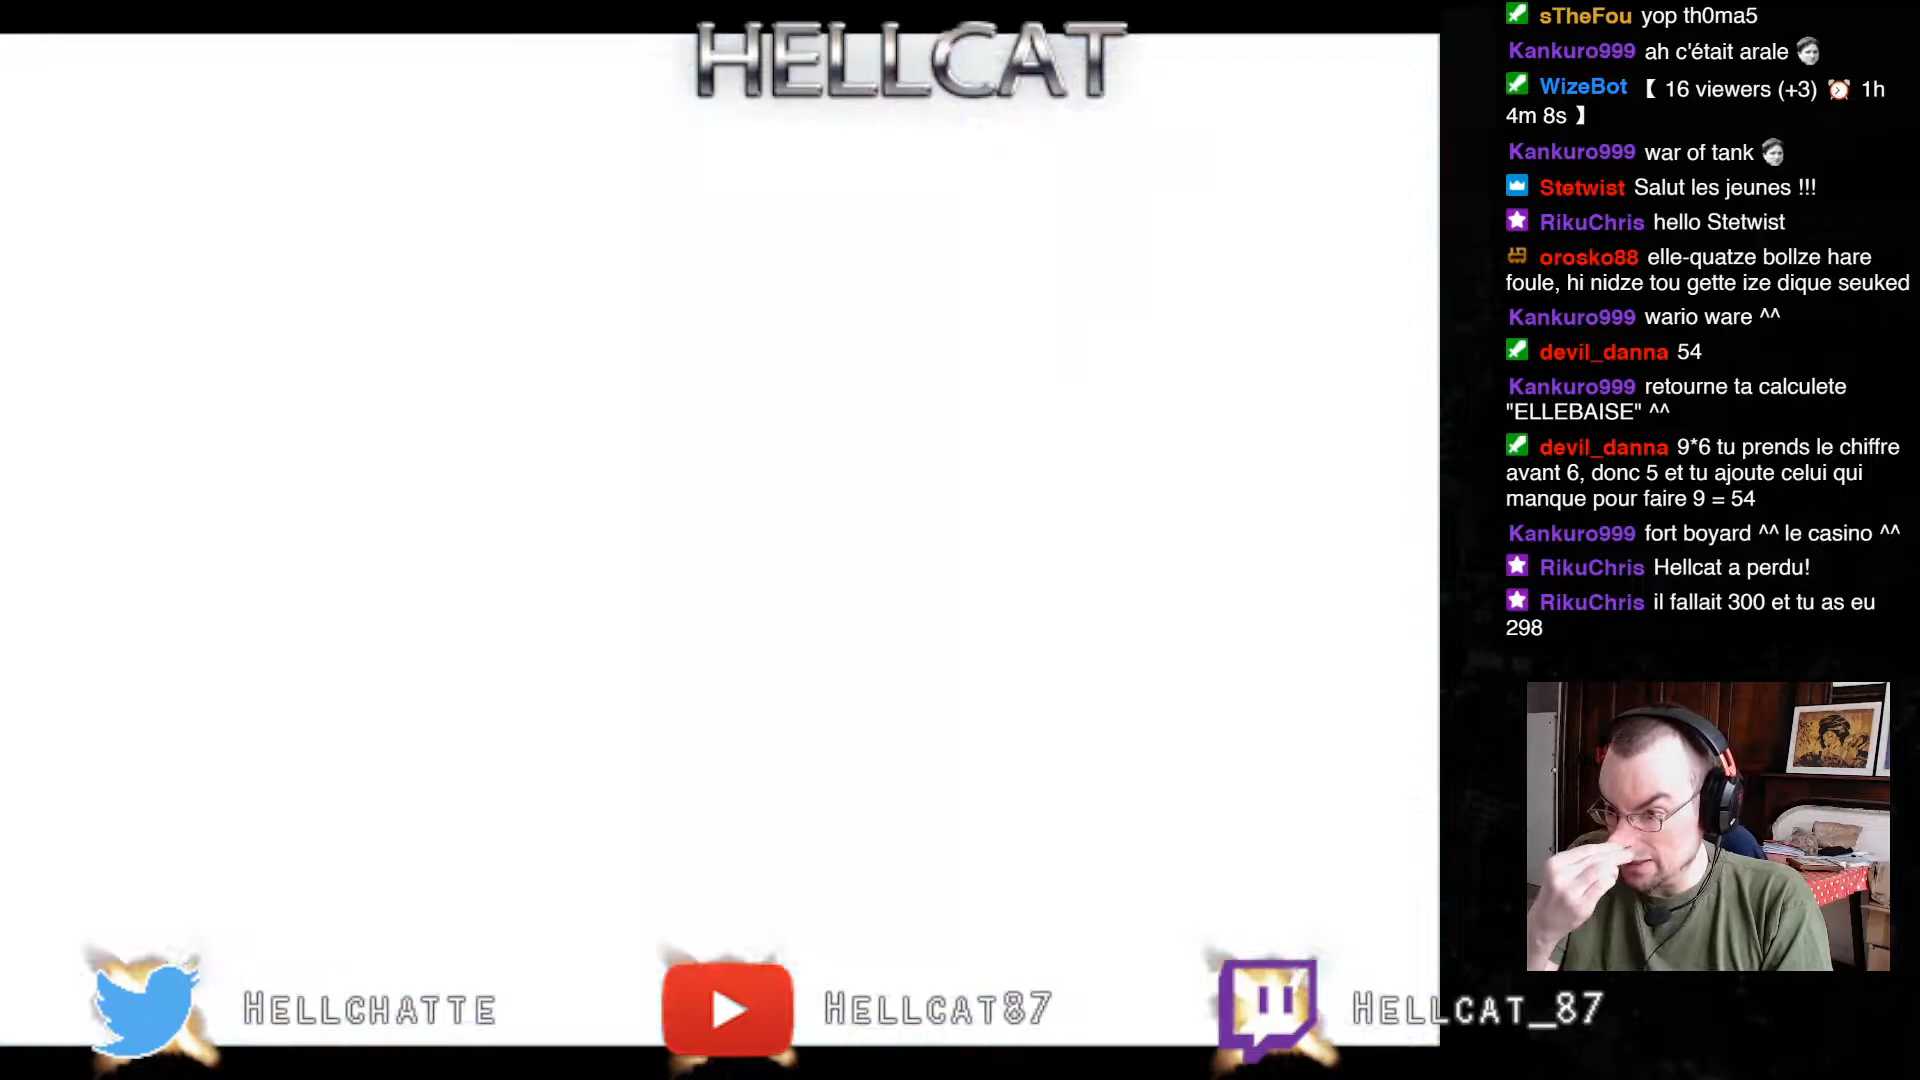 HELLCAT
sTheFou yop th0ma5
Kankuro999 ah c'était arale
WizeBot 【 16 viewers (+3) ⏰ 1h
4m 8s 】
Kankuro999 war of tank
Stetwist Salut les jeunes !!!
RikuChris hello Stetwist
orosko88 elle-quatze bollze hare
foule, hi nidze tou gette ize dique seuked
Kankuro999 wario ware ^^
devil_danna 54
Kankuro999 retourne ta calculete
"ELLEBAISE" ^^
devil_danna 9*6 tu prends le chiffre
avant 6, donc 5 et tu ajoute celui qui
manque pour faire 9 = 54
Kankuro999 fort boyard ^^ le casino ^^
RikuChris Hellcat a perdu!
RikuChris il fallait 300 et tu as eu
298
HELLCHATTE
HELLCAT87
HELLCAT_87